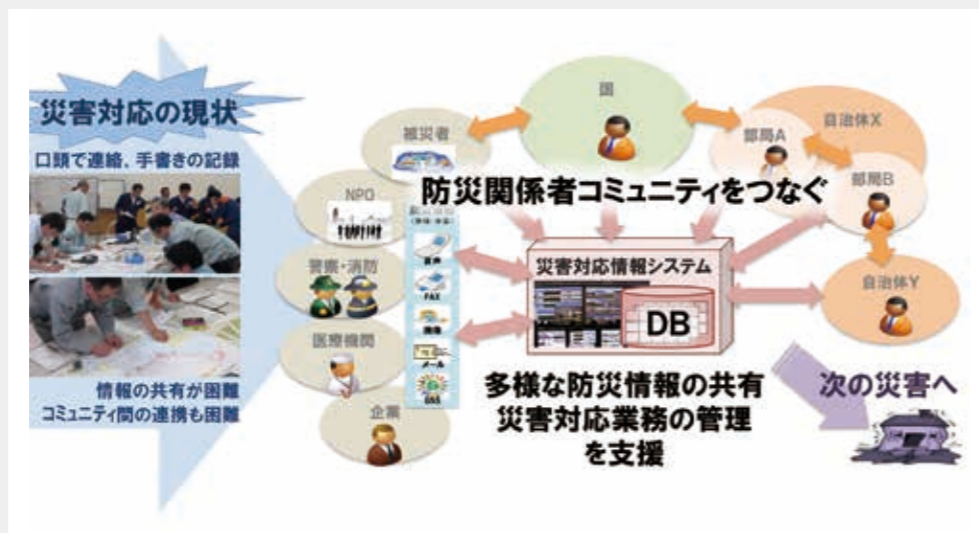 災害対応の現状
口頭で連絡、手書きの記録
情報の共有が困難
コミュニティ間の連携も困難
被災者
NPO
警察・消防
医療機関
企業
音声
FAX
画像
メール
国
部局A
自治体X
部局B
自治体Y
防災関係者コミュニティをつなぐ
災害対応情報システム
DB
多様な防災情報の共有
災害対応業務の管理
を支援
次の災害へ